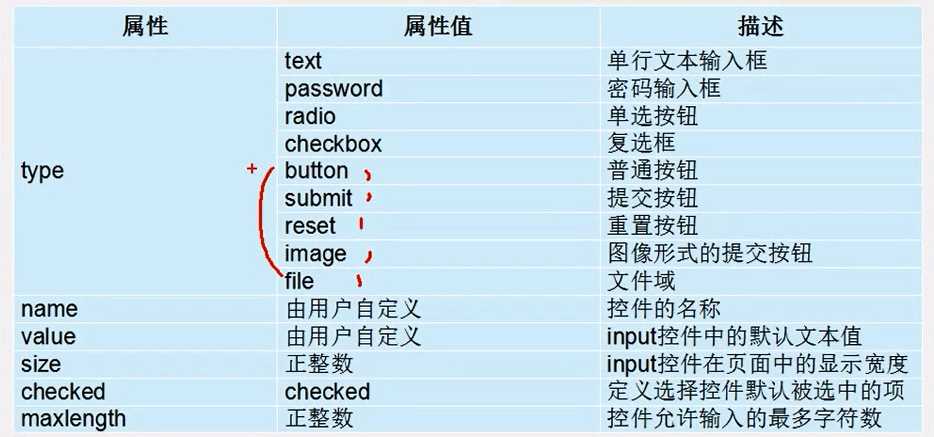 属性 属性值 描述
text 单行文本输入框
password 密码输入框
radio 单选按钮
checkbox 复选框
type button 普通按钮
submit 提交按钮
reset 重置按钮
image 图像形式的提交按钮
file 文件域
name 由用户自定义 控件的名称
value 由用户自定义 input控件中的默认文本值
size 正整数 input控件在页面中的显示宽度
checked checked 定义选择控件默认被选中的项
maxlength 正整数 控件允许输入的最多字符数